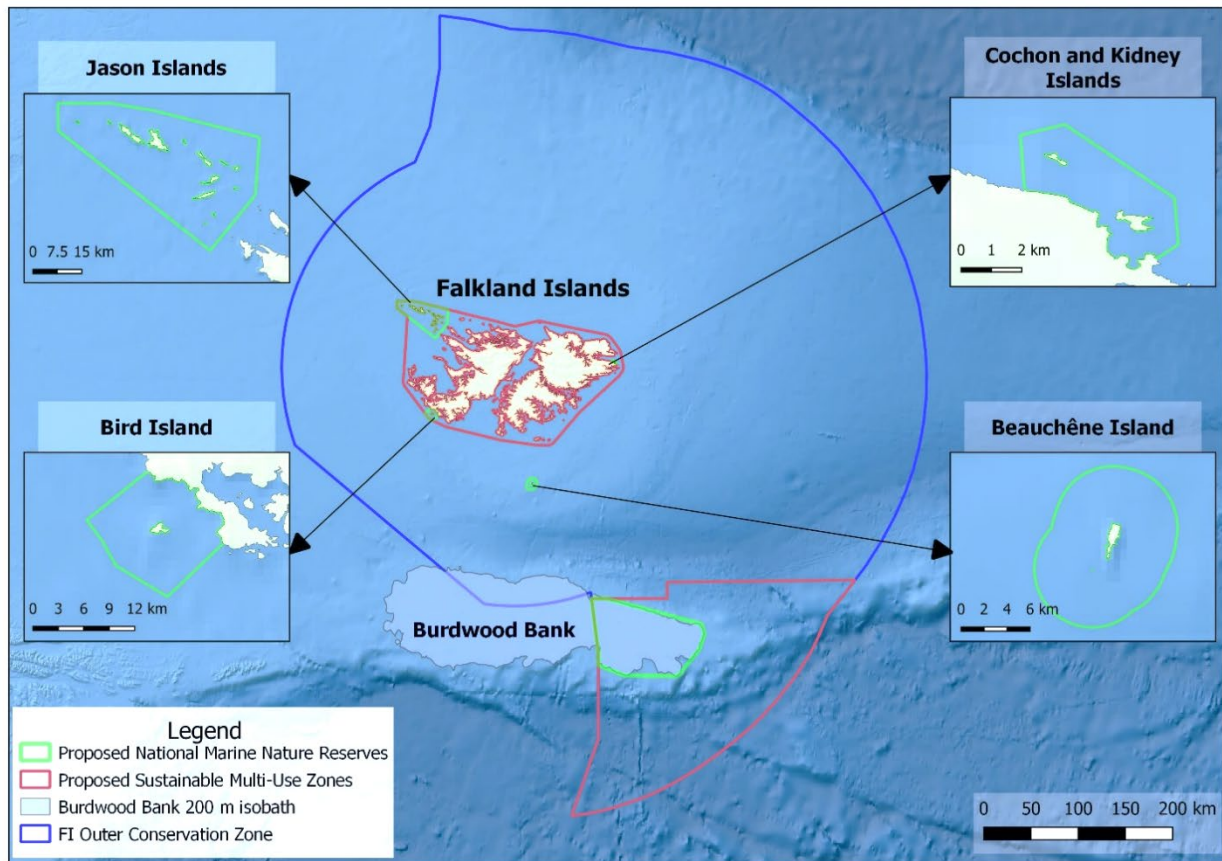 Jason Islands
0 7.5 15 km
Cochon and Kidney
Islands
0 1 2 km
Falkland Islands
Bird Island
0 3 6 9 12 km
Beauchêne Island
0 2 4 6 km
Burdwood Bank
Legend
Proposed National Marine Nature Reserves
Proposed Sustainable Multi-Use Zones
Burdwood Bank 200 m isobath
FI Outer Conservation Zone
0 50 100 150 200 km